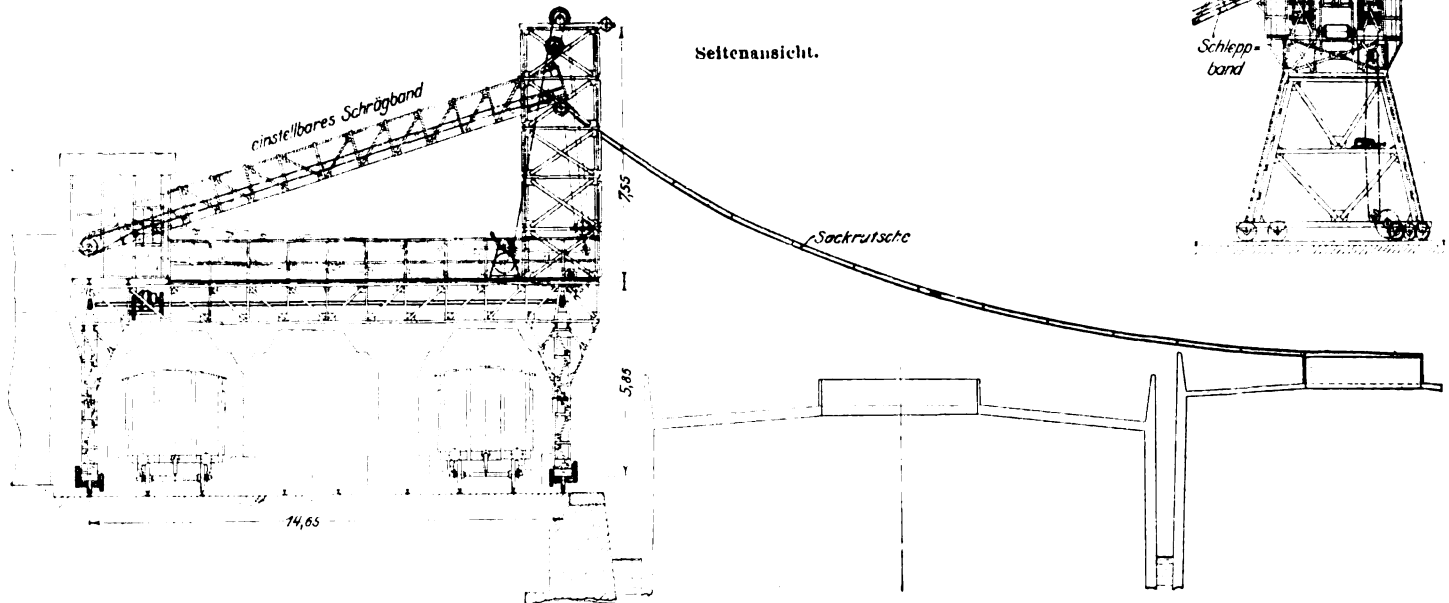 Seitenansicht.
Schlepp=
band
einstellbares Schrägband
7,55
Sackrutsche
5,85
14,65